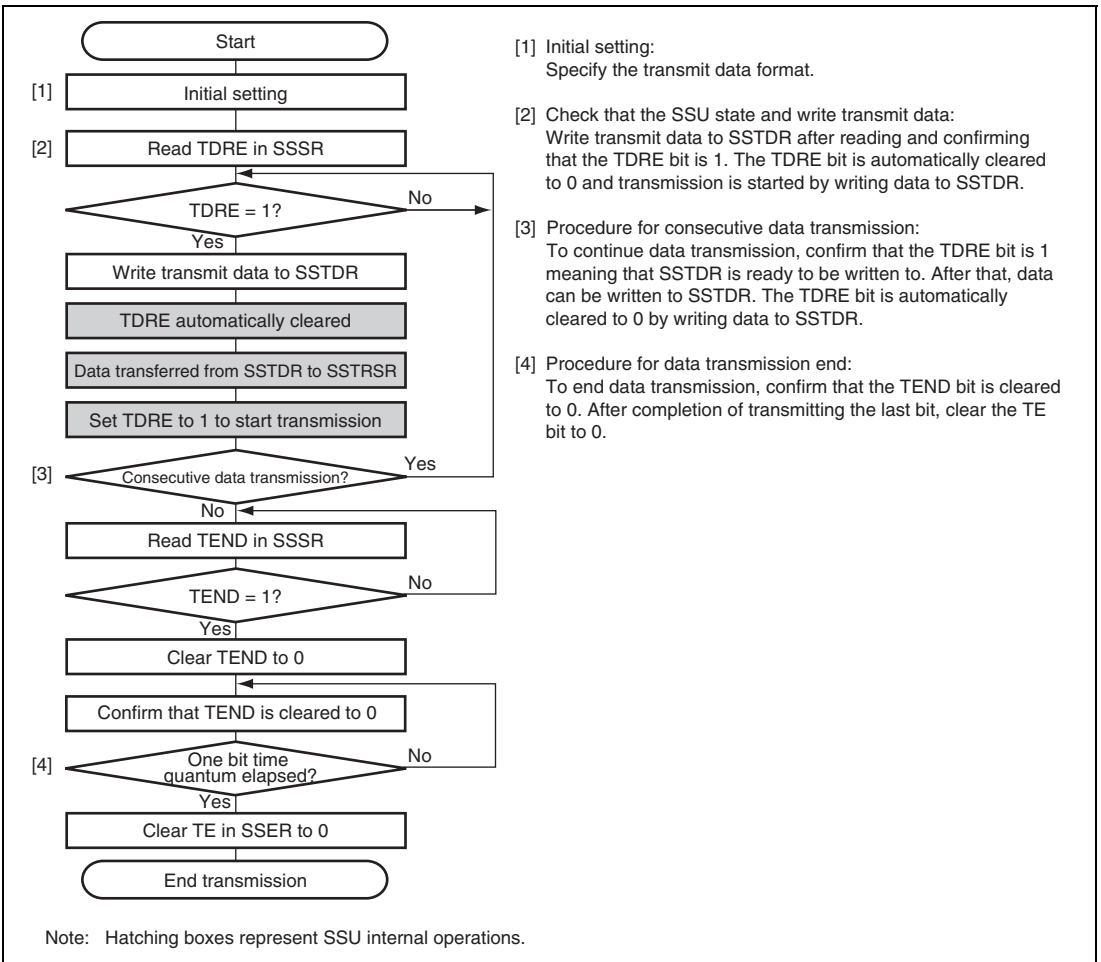 Start
[1] Initial setting
[2] Read TDRE in SSSR
TDRE = 1?
No
Yes
Write transmit data to SSTDR
TDRE automatically cleared
Data transferred from SSTDR to SSTRSR
Set TDRE to 1 to start transmission
[3] Consecutive data transmission?
Yes
No
Read TEND in SSSR
TEND = 1?
No
Yes
Clear TEND to 0
Confirm that TEND is cleared to 0
[4] One bit time
quantum elapsed?
No
Yes
Clear TE in SSER to 0
End transmission
[1] Initial setting:
Specify the transmit data format.
[2] Check that the SSU state and write transmit data:
Write transmit data to SSTDR after reading and confirming
that the TDRE bit is 1. The TDRE bit is automatically cleared
to 0 and transmission is started by writing data to SSTDR.
[3] Procedure for consecutive data transmission:
To continue data transmission, confirm that the TDRE bit is 1
meaning that SSTDR is ready to be written to. After that, data
can be written to SSTDR. The TDRE bit is automatically
cleared to 0 by writing data to SSTDR.
[4] Procedure for data transmission end:
To end data transmission, confirm that the TEND bit is cleared
to 0. After completion of transmitting the last bit, clear the TE
bit to 0.
Note: Hatching boxes represent SSU internal operations.